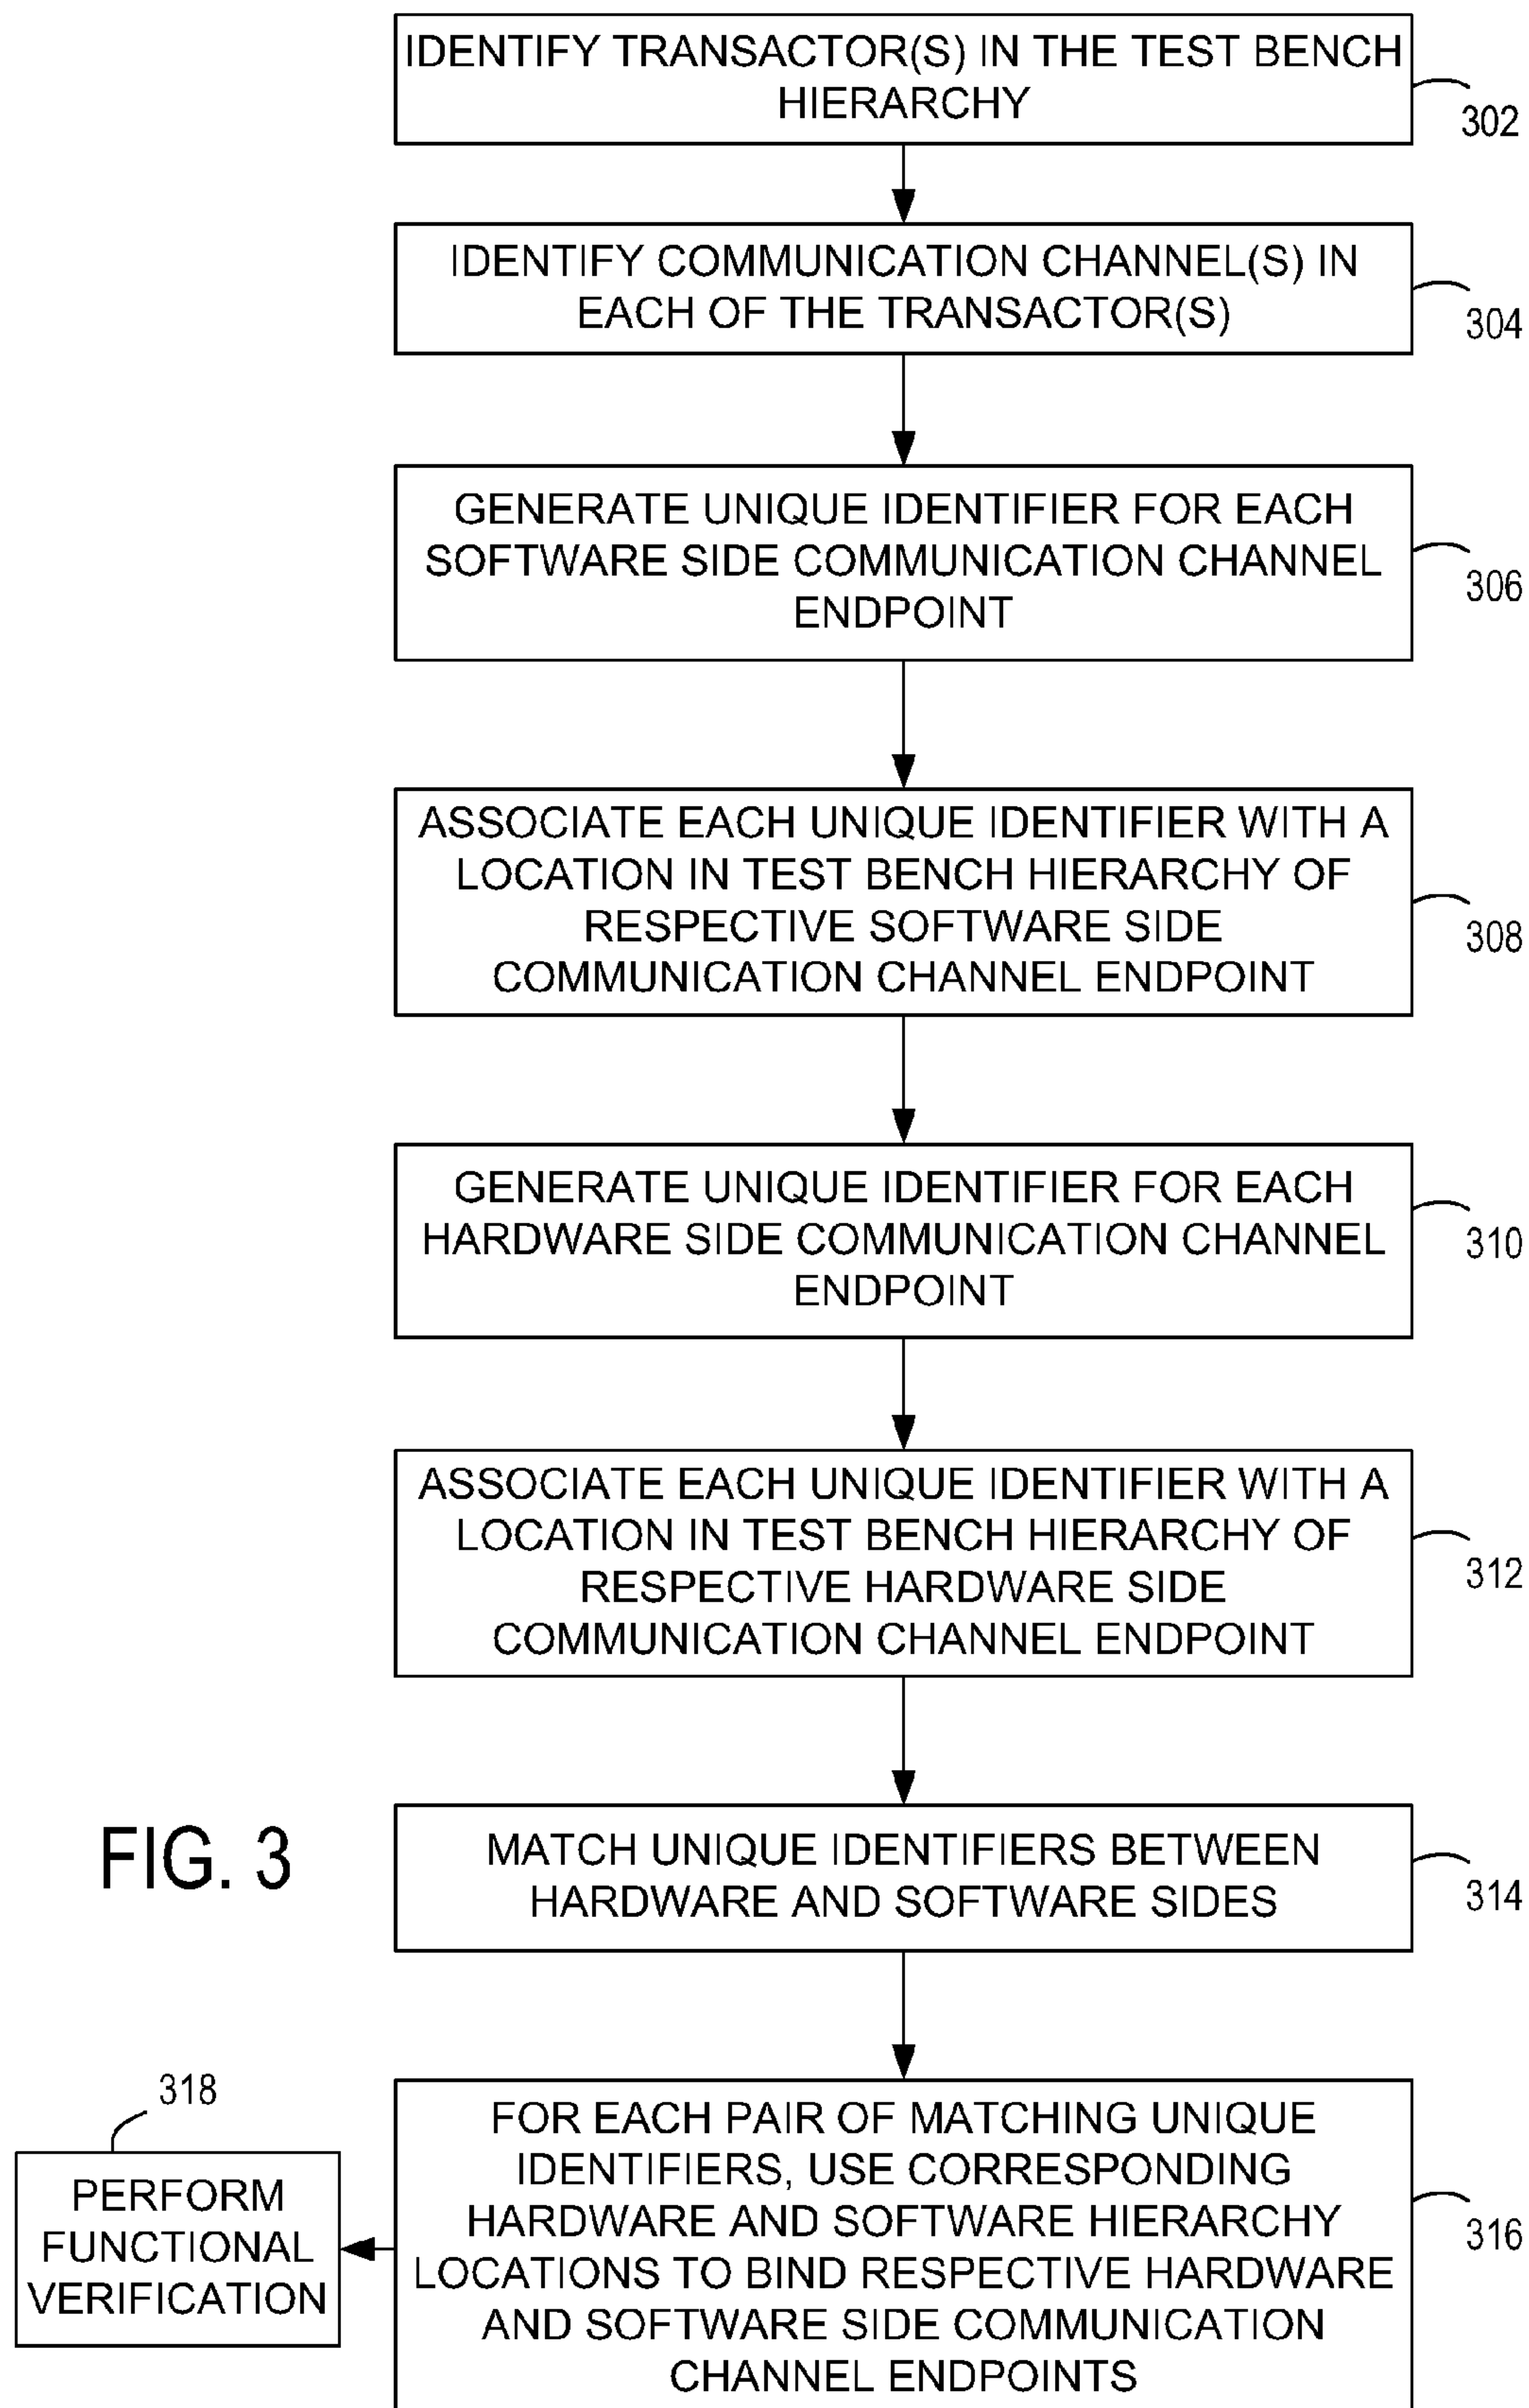 IDENTIFY TRANSACTOR(S) IN THE TEST BENCH
HIERARCHY
302
IDENTIFY COMMUNICATION CHANNEL(S) IN
EACH OF THE TRANSACTOR(S)
304
GENERATE UNIQUE IDENTIFIER FOR EACH
SOFTWARE SIDE COMMUNICATION CHANNEL
ENDPOINT
306
ASSOCIATE EACH UNIQUE IDENTIFIER WITH A
LOCATION IN TEST BENCH HIERARCHY OF
RESPECTIVE SOFTWARE SIDE
COMMUNICATION CHANNEL ENDPOINT
308
GENERATE UNIQUE IDENTIFIER FOR EACH
HARDWARE SIDE COMMUNICATION CHANNEL
ENDPOINT
310
ASSOCIATE EACH UNIQUE IDENTIFIER WITH A
LOCATION IN TEST BENCH HIERARCHY OF
RESPECTIVE HARDWARE SIDE
COMMUNICATION CHANNEL ENDPOINT
312
FIG. 3
MATCH UNIQUE IDENTIFIERS BETWEEN
HARDWARE AND SOFTWARE SIDES
314
FOR EACH PAIR OF MATCHING UNIQUE
IDENTIFIERS, USE CORRESPONDING
HARDWARE AND SOFTWARE HIERARCHY
LOCATIONS TO BIND RESPECTIVE HARDWARE
AND SOFTWARE SIDE COMMUNICATION
CHANNEL ENDPOINTS
316
318
PERFORM
FUNCTIONAL
VERIFICATION